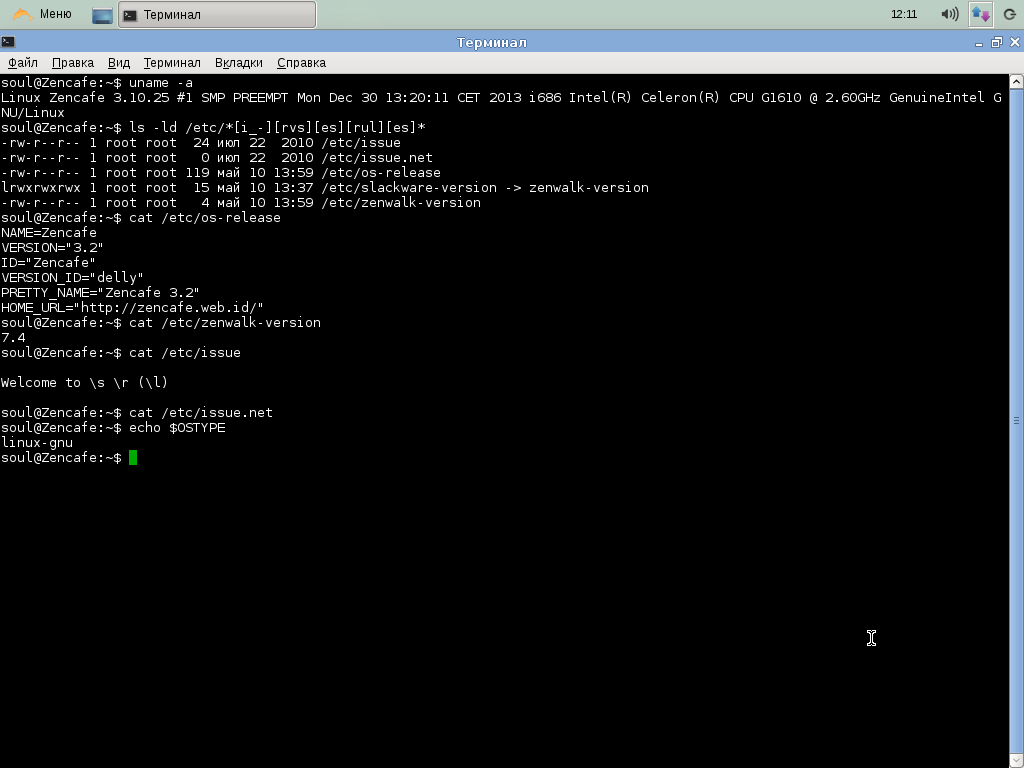 Меню
Терминал
12:11
Терминал
Файл Правка Вид Терминал Вкладки Справка
soul@Zencafe:~$ uname -a
Linux Zencafe 3.10.25 #1 SMP PREEMPT Mon Dec 30 13:20:11 CET 2013 i686 Intel(R) Celeron(R) CPU G1610 @ 2.60GHz GenuineIntel G
NU/Linux
soul@Zencafe:~$ ls -ld /etc/*[i_-][rvs][es][rul][es]*
-rw-r--r-- 1 root root  24 июл 22  2010 /etc/issue
-rw-r--r-- 1 root root   0 июл 22  2010 /etc/issue.net
-rw-r--r-- 1 root root 119 май 10 13:59 /etc/os-release
lrwxrwxrwx 1 root root  15 май 10 13:37 /etc/slackware-version -> zenwalk-version
-rw-r--r-- 1 root root   4 май 10 13:59 /etc/zenwalk-version
soul@Zencafe:~$ cat /etc/os-release
NAME=Zencafe
VERSION="3.2"
ID="Zencafe"
VERSION_ID="delly"
PRETTY_NAME="Zencafe 3.2"
HOME_URL="http://zencafe.web.id/"
soul@Zencafe:~$ cat /etc/zenwalk-version
7.4
soul@Zencafe:~$ cat /etc/issue
Welcome to \s \r (\l)
soul@Zencafe:~$ cat /etc/issue.net
soul@Zencafe:~$ echo $OSTYPE
linux-gnu
soul@Zencafe:~$